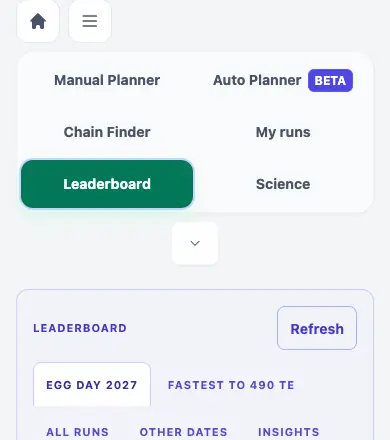 Manual Planner
Auto Planner BETA
Chain Finder
My runs
Leaderboard
Science
LEADERBOARD
Refresh
EGG DAY 2027
FASTEST TO 490 TE
ALL RUNS
OTHER DATES
INSIGHTS